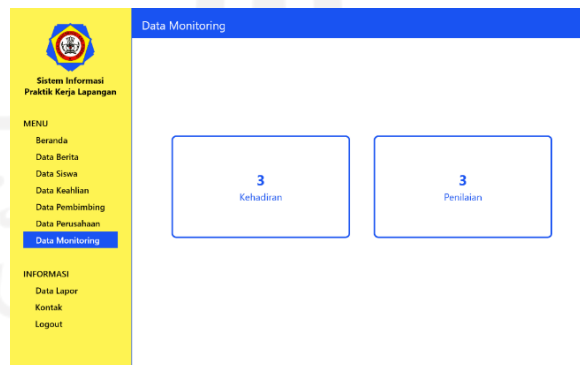 Sistem Informasi
Praktik Kerja Lapangan
MENU
Beranda
Data Berita
Data Siswa
Data Keahlian
Data Pembimbing
Data Perusahaan
Data Monitoring
INFORMASI
Data Lapor
Kontak
Logout
Data Monitoring
3
Kehadiran
3
Penilaian